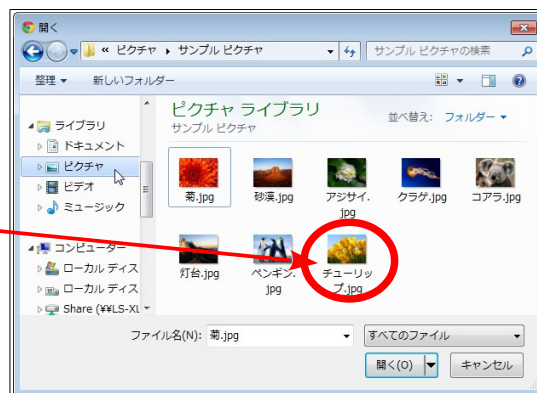 開く
« ピクチャ ▸ サンプル ピクチャ
サンプル ピクチャの検索
整理 ▼ 新しいフォルダー
ライブラリ
ドキュメント
ピクチャ
ビデオ
ミュージック
コンピューター
ローカル ディス
ローカル ディス
Share (¥¥LS-XL
ピクチャ ライブラリ
サンプル ピクチャ
並べ替え: フォルダー ▼
菊.jpg
砂漠.jpg
アジサイ.
jpg
クラゲ.jpg
コアラ.jpg
灯台.jpg
ペンギン.
jpg
チューリッ
プ.jpg
ファイル名(N): 菊.jpg
すべてのファイル
開く(O)
キャンセル